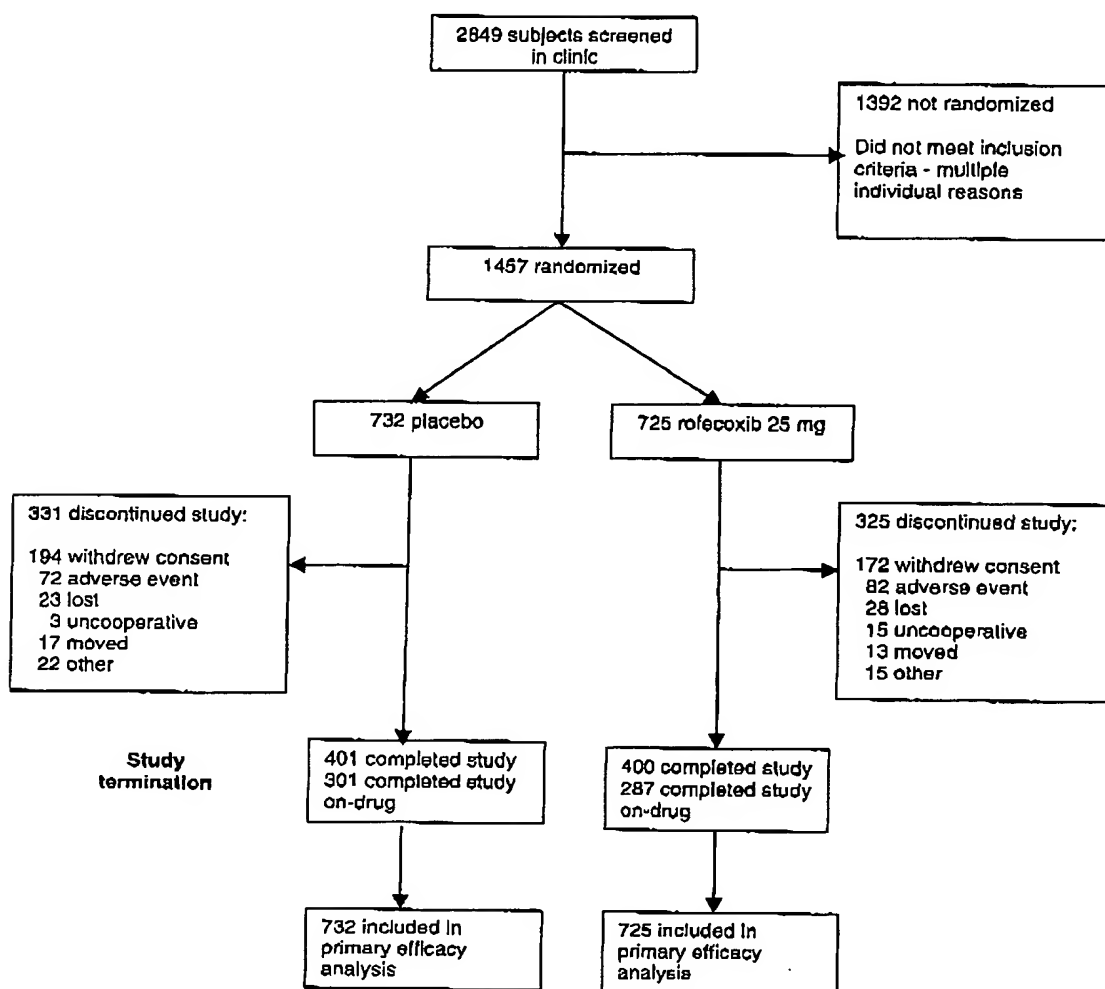 2849 subjects screened
in clinic
1392 not randomized
Did not meet inclusion
criteria - multiple
individual reasons
1457 randomized
732 placebo
725 rofecoxib 25 mg
331 discontinued study:
194 withdrew consent
72 adverse event
23 lost
3 uncooperative
17 moved
22 other
325 discontinued study:
172 withdrew consent
82 adverse event
28 lost
15 uncooperative
13 moved
15 other
Study
termination
401 completed study
301 completed study
on-drug
400 completed study
287 completed study
on-drug
732 included in
primary efficacy
analysis
725 included in
primary efficacy
analysis